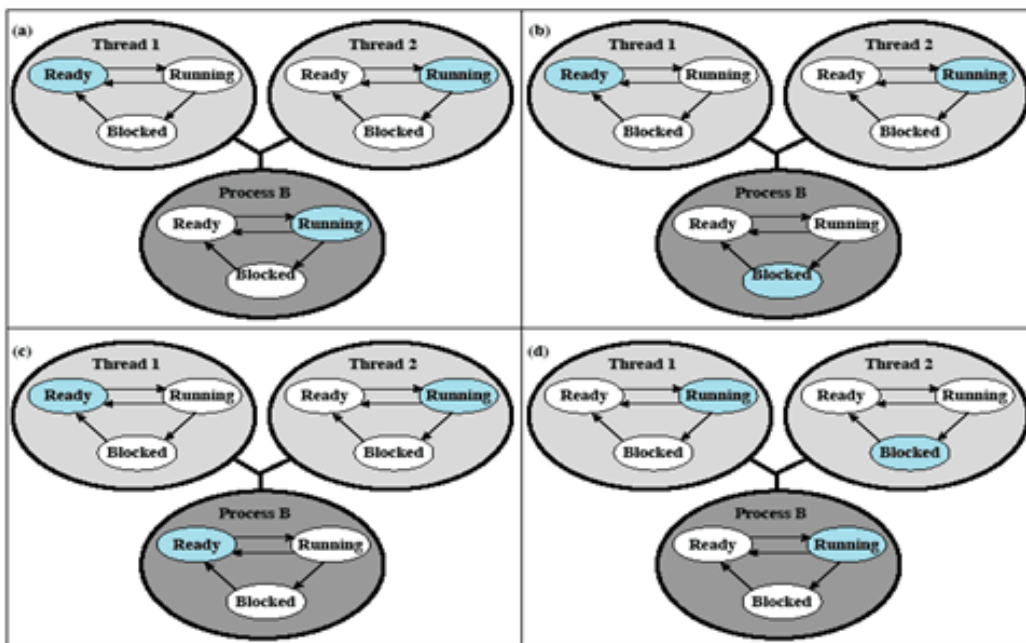 (a)
Thread 1
Ready Running
Blocked
Thread 2
Ready Running
Blocked
Process B
Ready Running
Blocked
(b)
Thread 1
Ready Running
Blocked
Thread 2
Ready Running
Blocked
Process B
Ready Running
Blocked
(c)
Thread 1
Ready Running
Blocked
Thread 2
Ready Running
Blocked
Process B
Ready Running
Blocked
(d)
Thread 1
Ready Running
Blocked
Thread 2
Ready Running
Blocked
Process B
Ready Running
Blocked